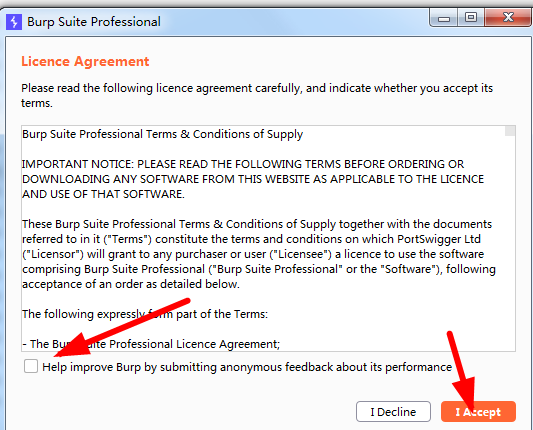 Burp Suite Professional
Licence Agreement
Please read the following licence agreement carefully, and indicate whether you accept its
terms.
Burp Suite Professional Terms & Conditions of Supply
IMPORTANT NOTICE: PLEASE READ THE FOLLOWING TERMS BEFORE ORDERING OR
DOWNLOADING ANY SOFTWARE FROM THIS WEBSITE AS APPLICABLE TO THE LICENCE
AND USE OF THAT SOFTWARE.
These Burp Suite Professional Terms & Conditions of Supply together with the documents
referred to in it ("Terms") constitute the terms and conditions on which PortSwigger Ltd
("Licensor") will grant to any purchaser or user ("Licensee") a licence to use the software
comprising Burp Suite Professional ("Burp Suite Professional" or the "Software"), following
acceptance of an order as detailed below.
The following expressly form part of the Terms:
- The Burp Suite Professional Licence Agreement;
Help improve Burp by submitting anonymous feedback about its performance
I Decline
I Accept